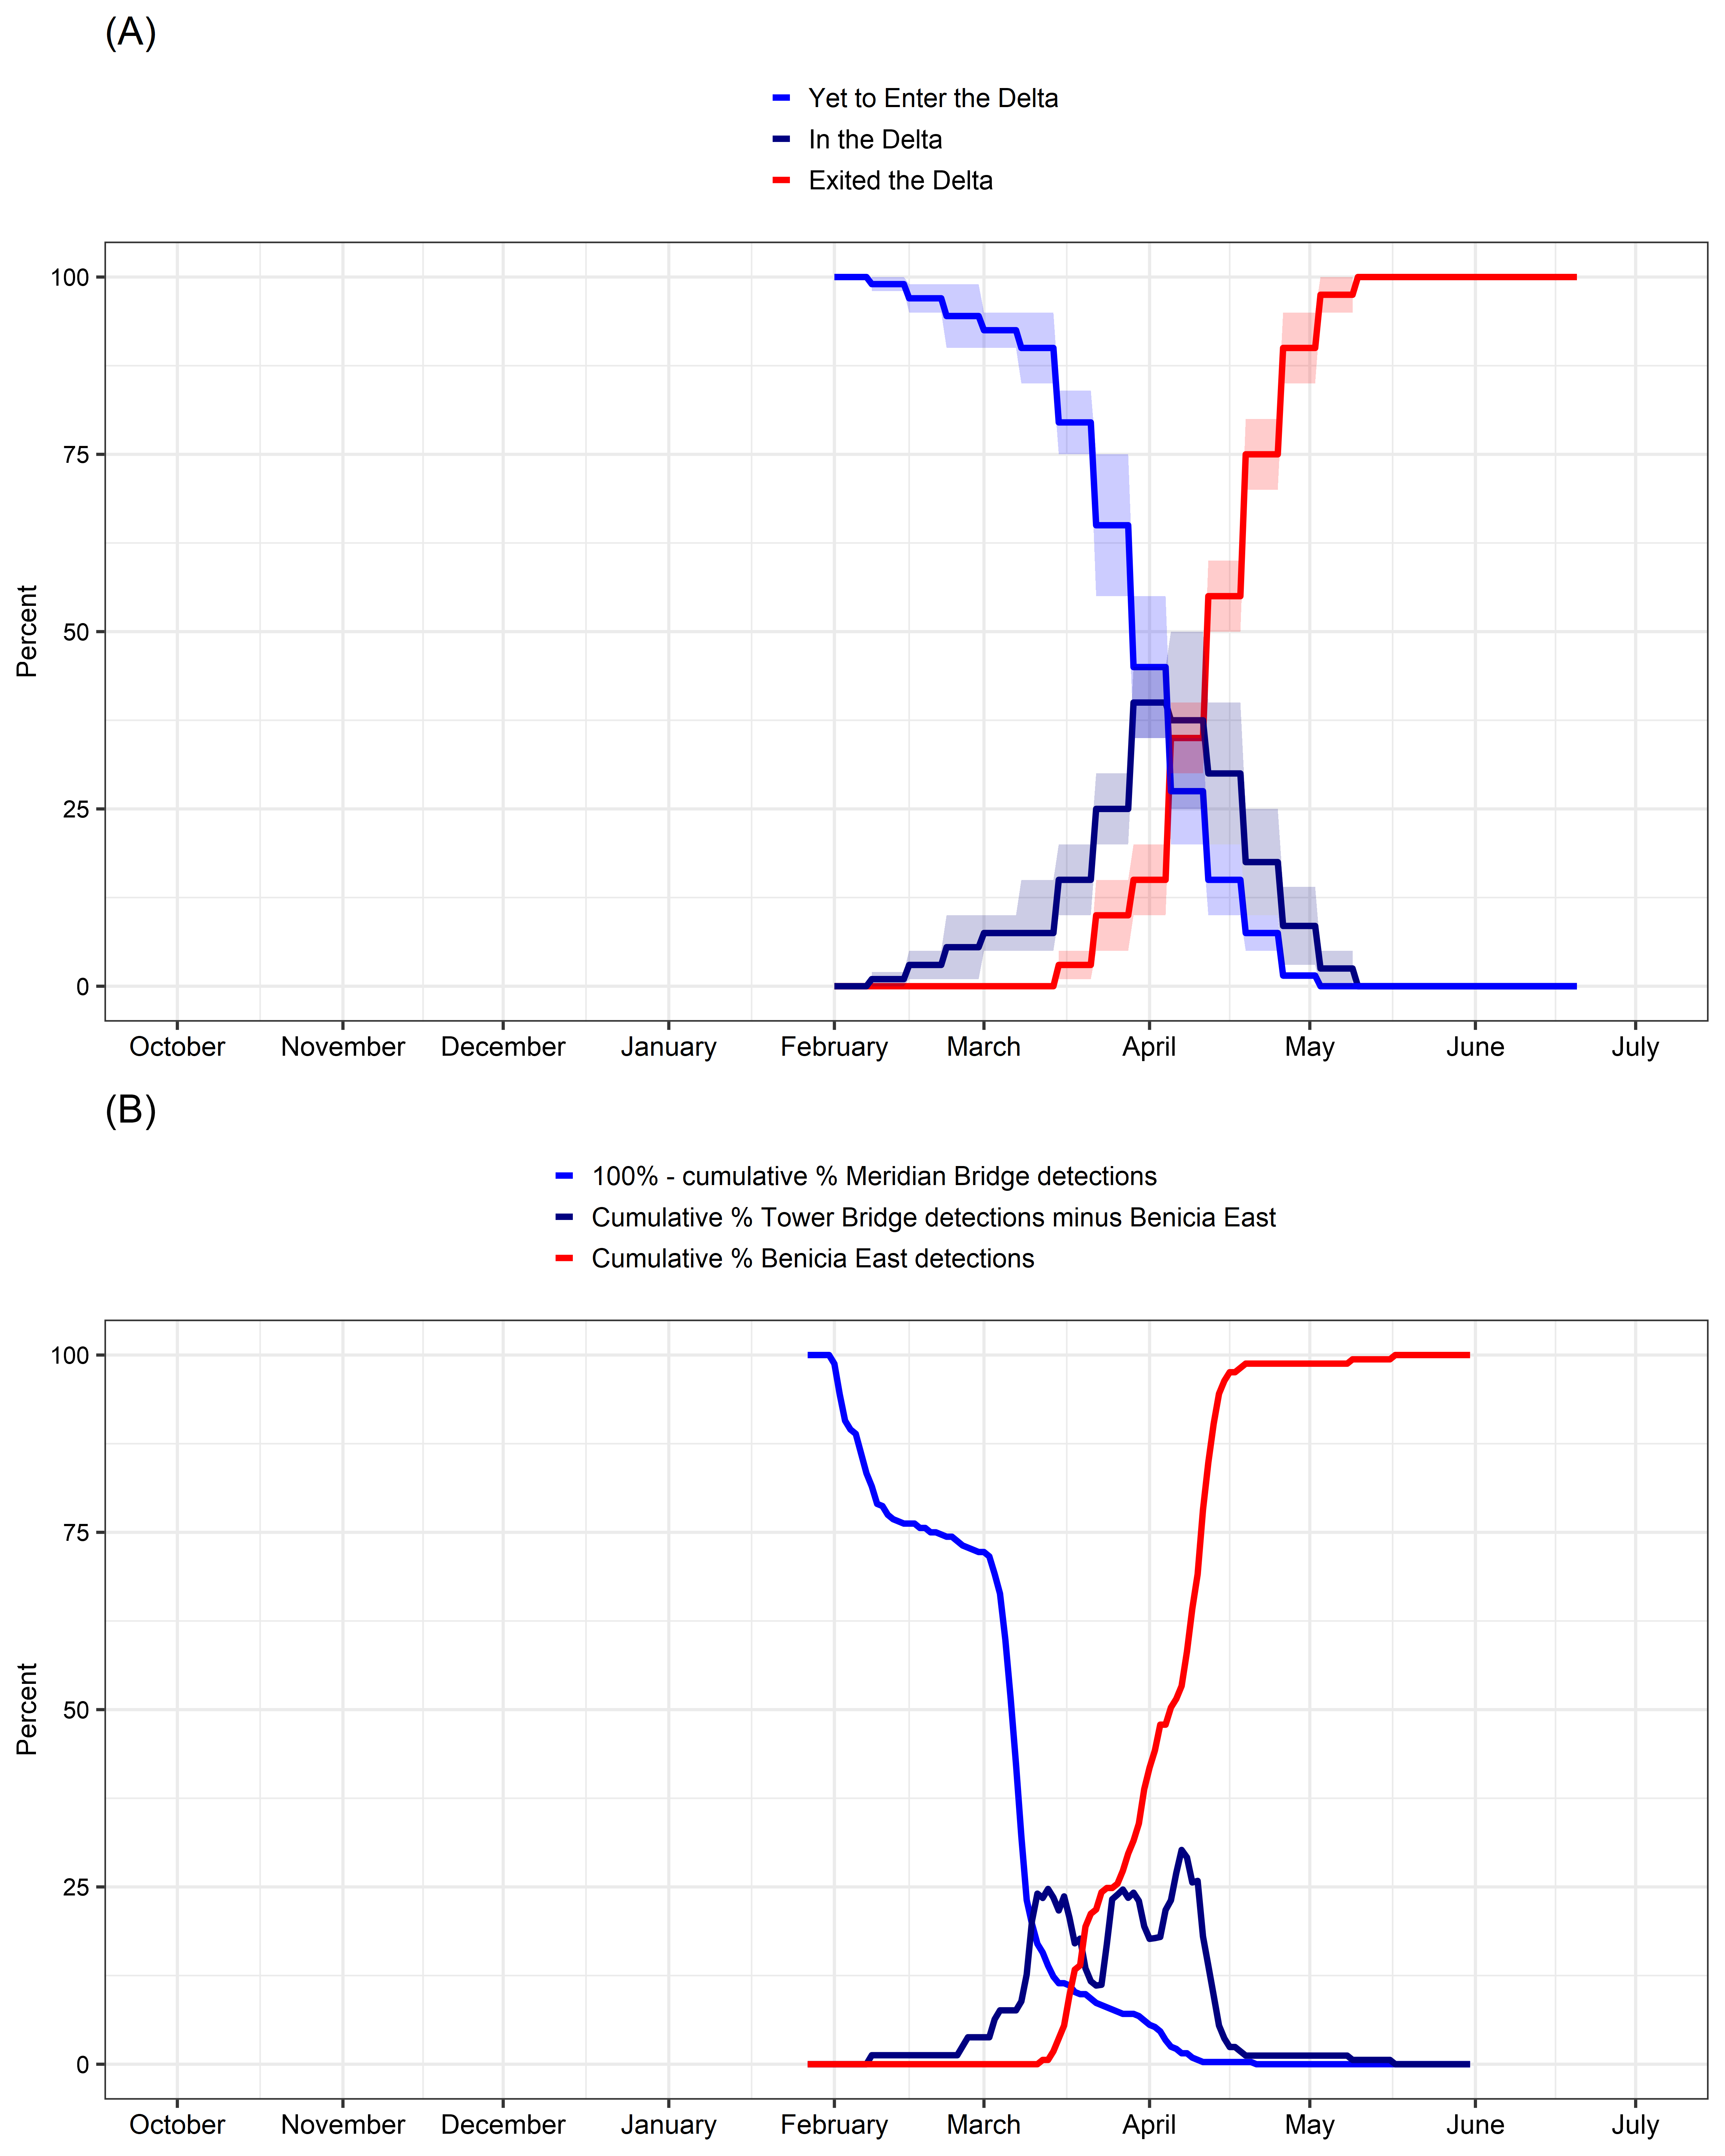 (A)
Yet to Enter the Delta
In the Delta
Exited the Delta
Percent
100
75
50
25
0
October November December January February March April May June July
(B)
100% - cumulative % Meridian Bridge detections
Cumulative % Tower Bridge detections minus Benicia East
Cumulative % Benicia East detections
Percent
100
75
50
25
0
October November December January February March April May June July